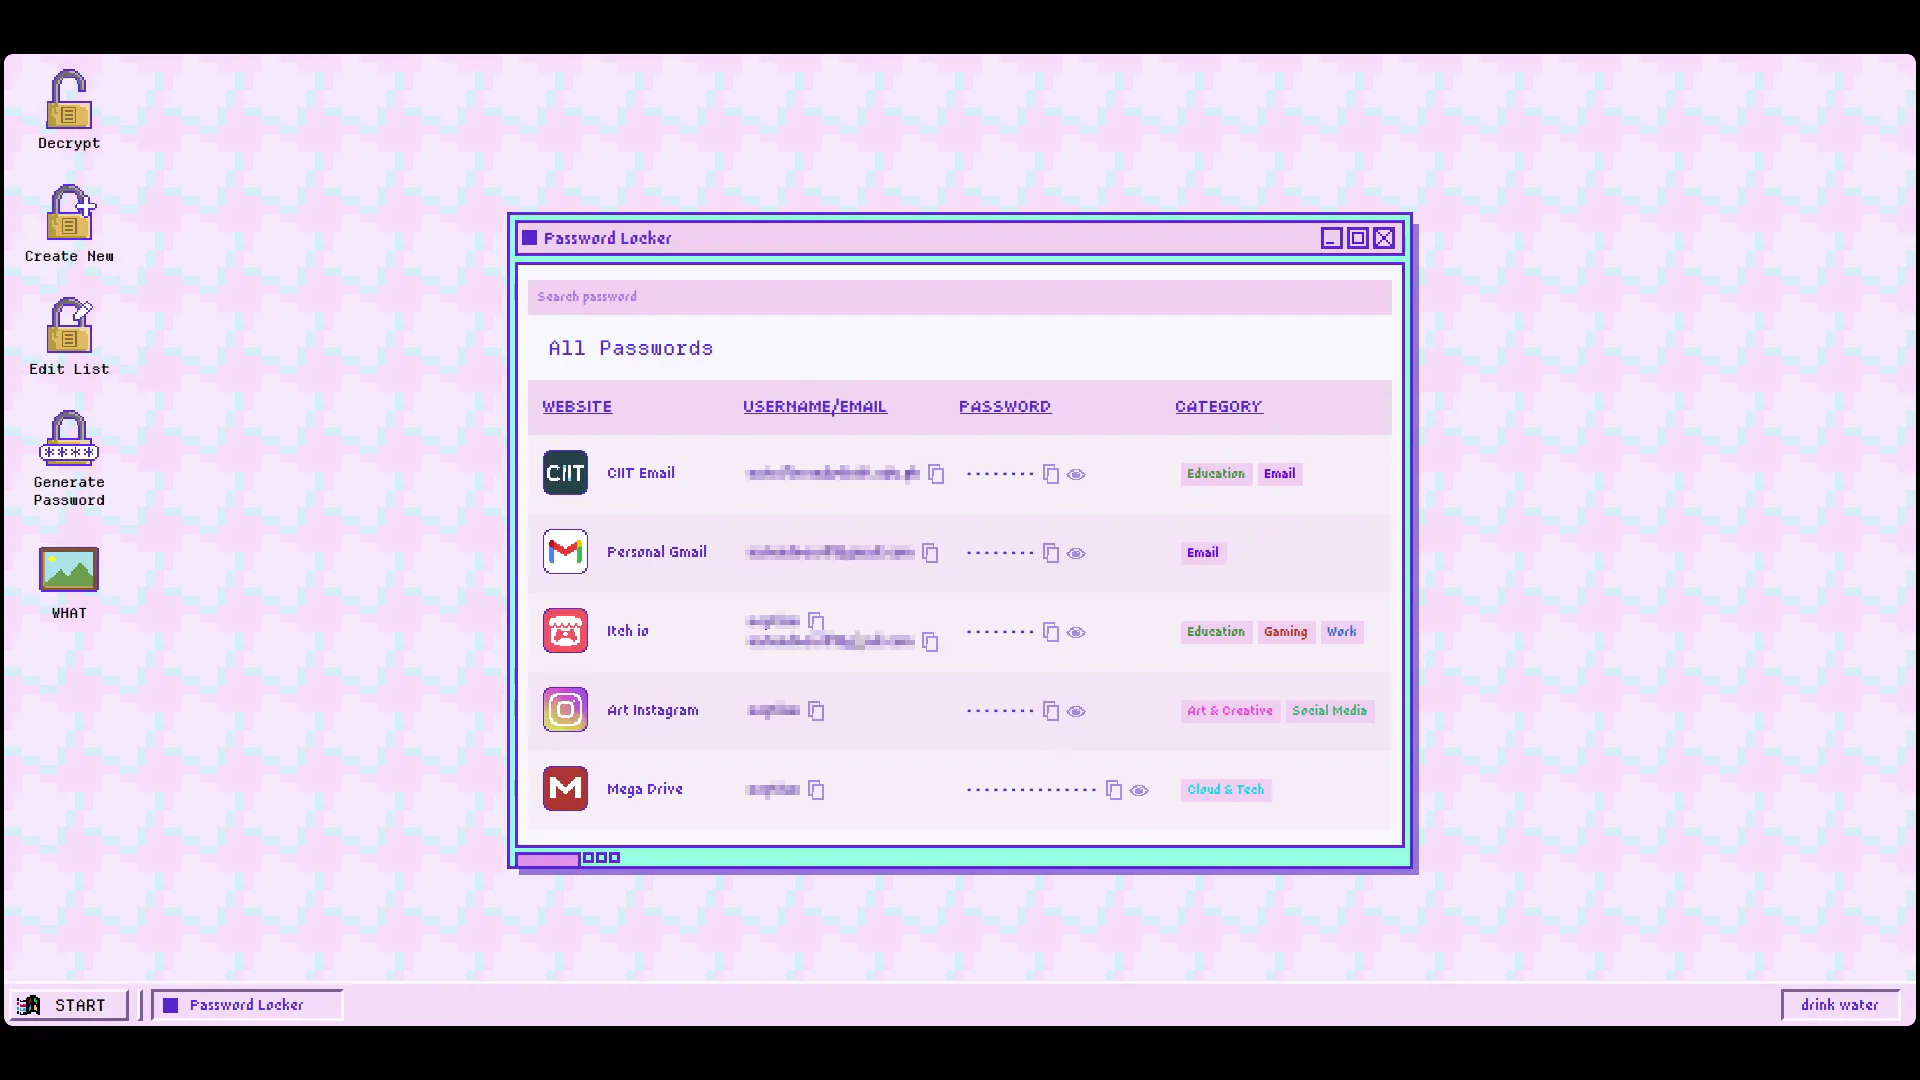 Decrypt
Create New
Edit List
****
Generate
Password
WHAT
Password Locker
Search password
All Passwords
WEBSITE USERNAME/EMAIL PASSWORD CATEGORY
CIIT CIIT Email •••••••• Education Email
Personal Gmail •••••••• Email
Itch io •••••••• Education Gaming Work
Art Instagram •••••••• Art & Creative Social Media
M Mega Drive ••••••••••••••• Cloud & Tech
START Password Locker drink water